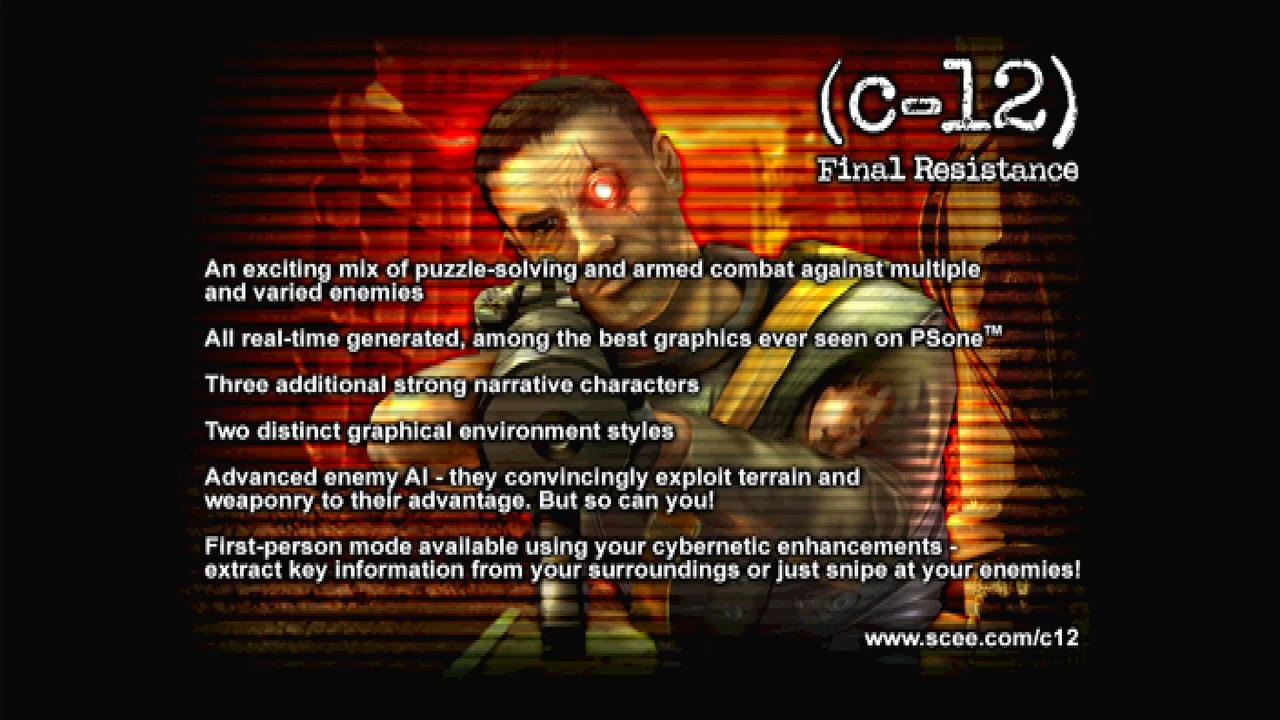 (c-12)
Final Resistance
An exciting mix of puzzle-solving and armed combat against multiple
and varied enemies
All real-time generated, among the best graphics ever seen on PSone™
Three additional strong narrative characters
Two distinct graphical environment styles
Advanced enemy AI - they convincingly exploit terrain and
weaponry to their advantage. But so can you!
First-person mode available using your cybernetic enhancements -
extract key information from your surroundings or just snipe at your enemies!
www.scee.com/c12